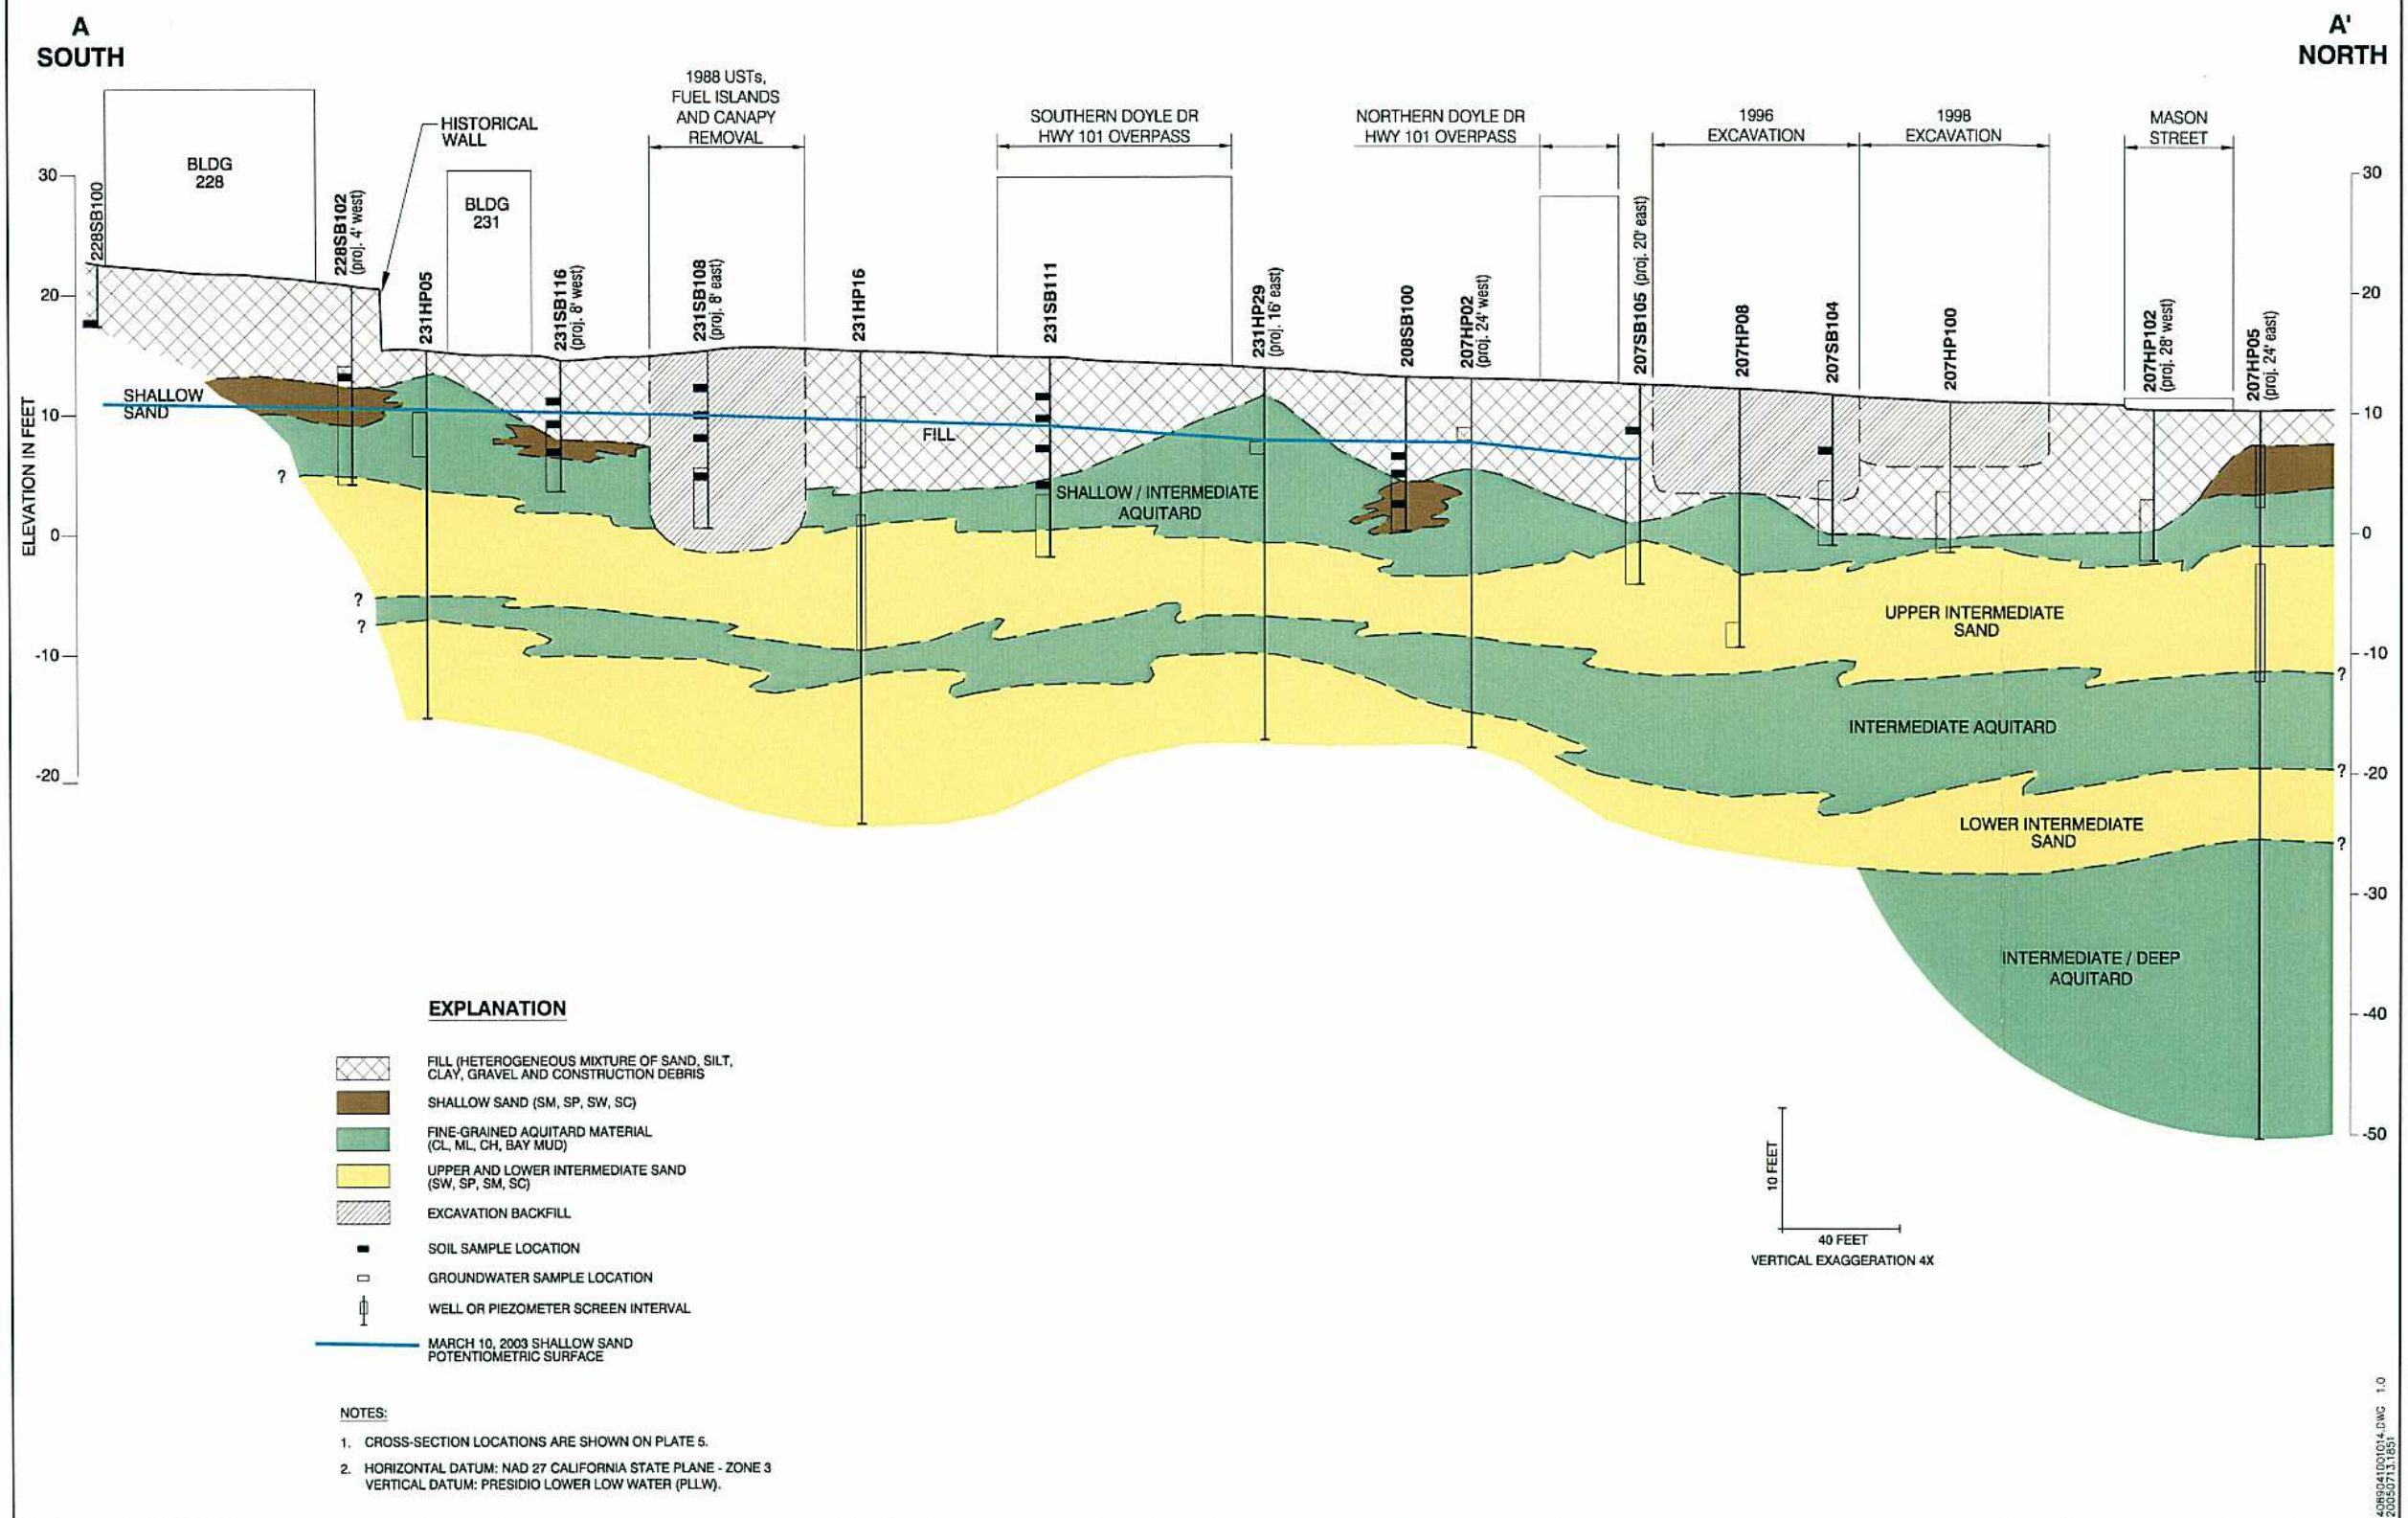 A
SOUTH
A'
NORTH
HISTORICAL
WALL
1988 USTs,
FUEL ISLANDS
AND CANOPY
REMOVAL
SOUTHERN DOYLE DR
HWY 101 OVERPASS
NORTHERN DOYLE DR
HWY 101 OVERPASS
1996
EXCAVATION
1998
EXCAVATION
MASON
STREET
BLDG
228
BLDG
231
228SB100
228SB102
(proj. 4' west)
231HP05
231SB116
(proj. 8' west)
231SB108
(proj. 8' east)
231HP16
231SB111
231HP29
(proj. 16' east)
208SB100
207HP02
(proj. 24' west)
207SB105 (proj. 20' east)
207HP08
207SB104
207HP100
207HP102
(proj. 28' west)
207HP05
(proj. 24' east)
ELEVATION IN FEET
30
20
10
0
-10
-20
30
20
10
0
-10
-20
-30
-40
-50
SHALLOW
SAND
FILL
SHALLOW / INTERMEDIATE
AQUITARD
UPPER INTERMEDIATE
SAND
INTERMEDIATE AQUITARD
LOWER INTERMEDIATE
SAND
INTERMEDIATE / DEEP
AQUITARD
?
?
?
?
?
?
EXPLANATION
FILL (HETEROGENEOUS MIXTURE OF SAND, SILT,
CLAY, GRAVEL AND CONSTRUCTION DEBRIS
SHALLOW SAND (SM, SP, SW, SC)
FINE-GRAINED AQUITARD MATERIAL
(CL, ML, CH, BAY MUD)
UPPER AND LOWER INTERMEDIATE SAND
(SW, SP, SM, SC)
EXCAVATION BACKFILL
SOIL SAMPLE LOCATION
GROUNDWATER SAMPLE LOCATION
WELL OR PIEZOMETER SCREEN INTERVAL
MARCH 10, 2003 SHALLOW SAND
POTENTIOMETRIC SURFACE
10 FEET
40 FEET
VERTICAL EXAGGERATION 4X
NOTES:
1. CROSS-SECTION LOCATIONS ARE SHOWN ON PLATE 5.
2. HORIZONTAL DATUM: NAD 27 CALIFORNIA STATE PLANE - ZONE 3
VERTICAL DATUM: PRESIDIO LOWER LOW WATER (PLLW).
20050713.1851